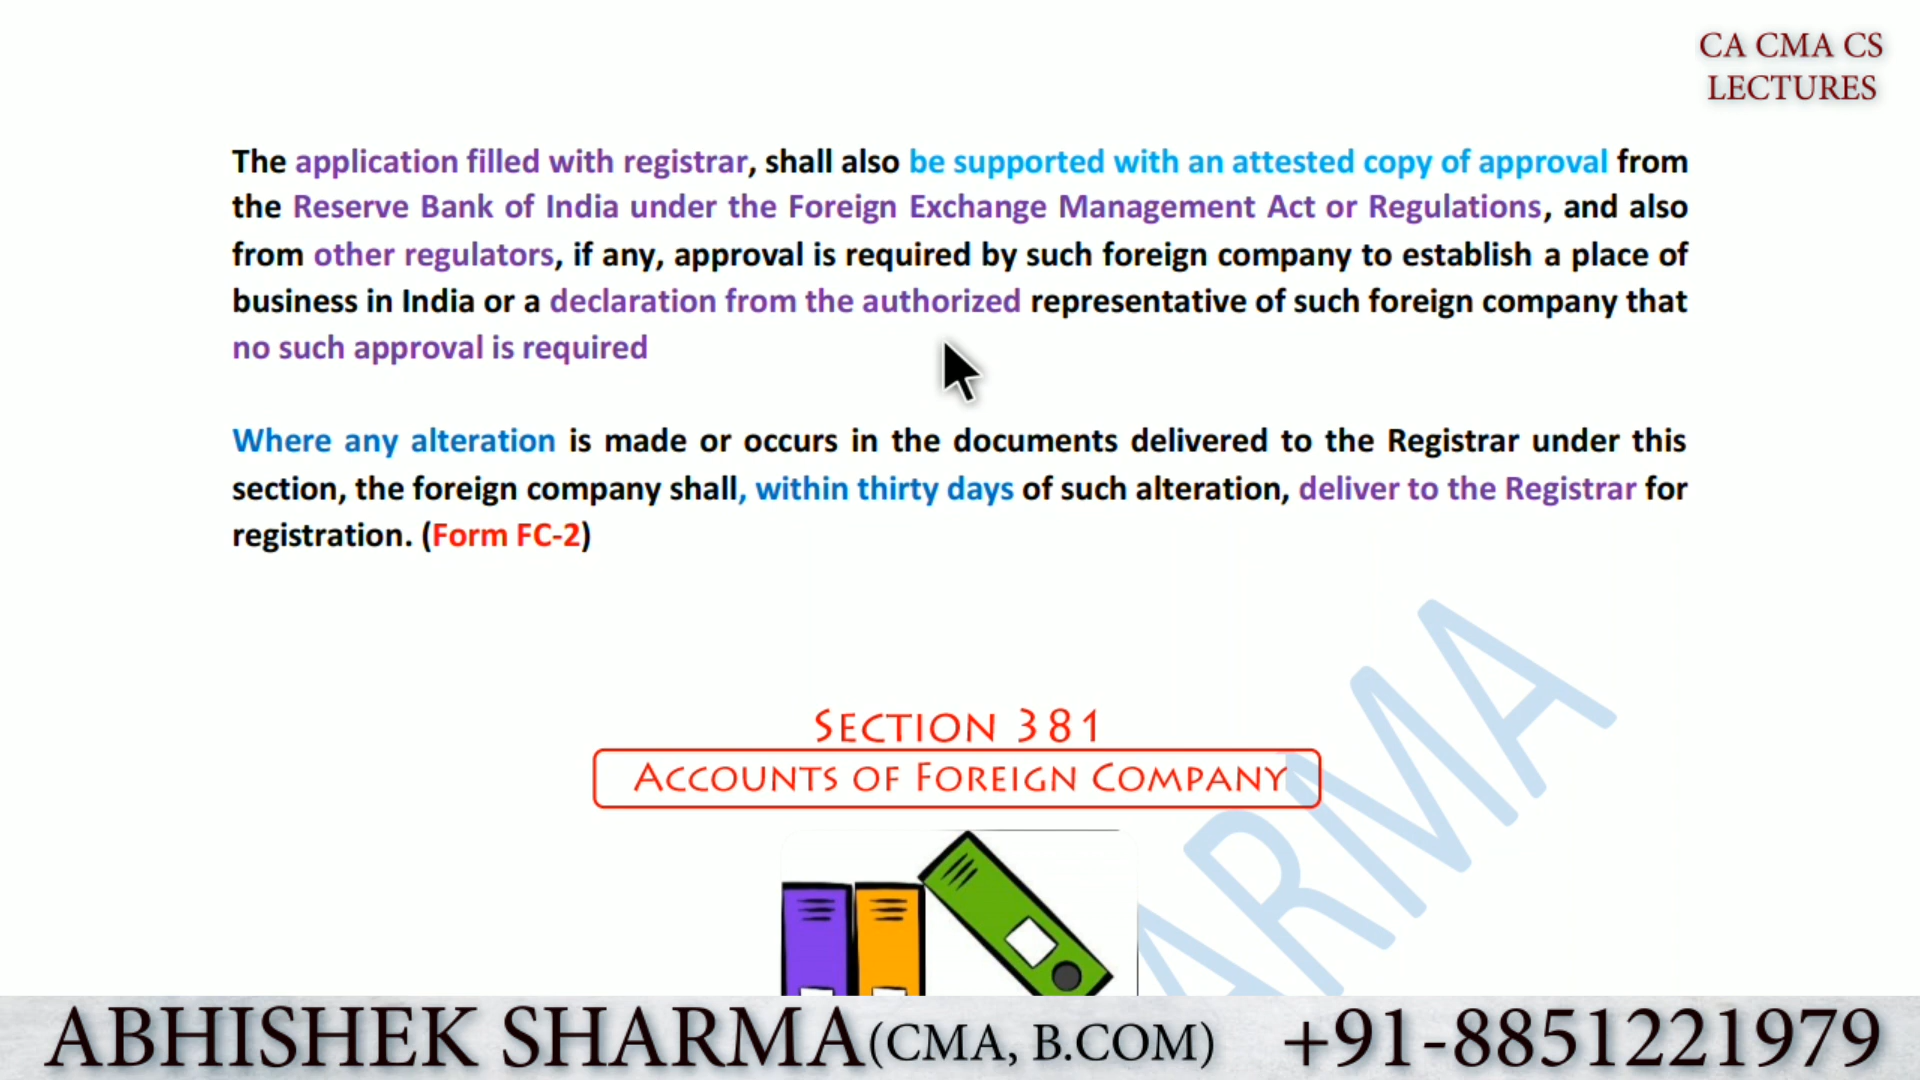 CA CMA CS
LECTURES
The application filled with registrar, shall also be supported with an attested copy of approval from
the Reserve Bank of India under the Foreign Exchange Management Act or Regulations, and also
from other regulators, if any, approval is required by such foreign company to establish a place of
business in India or a declaration from the authorized representative of such foreign company that
no such approval is required
Where any alteration is made or occurs in the documents delivered to the Registrar under this
section, the foreign company shall, within thirty days of such alteration, deliver to the Registrar for
registration. (Form FC-2)
SECTION 381
ACCOUNTS OF FOREIGN COMPANY
ARMA
ABHISHEK SHARMA(CMA, B.COM) +91-8851221979